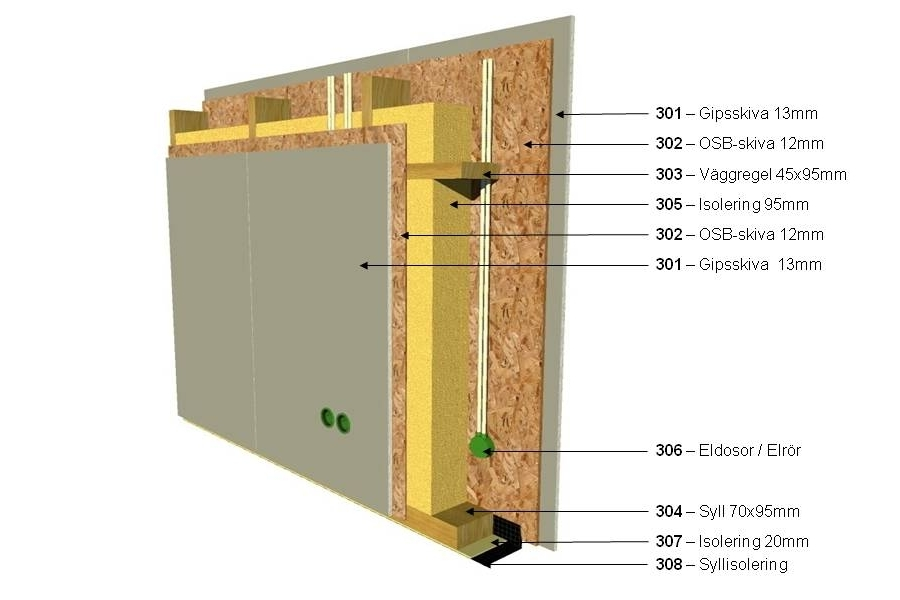 301 – Gipsskiva 13mm
302 – OSB-skiva 12mm
303 – Väggregel 45x95mm
305 – Isolering 95mm
302 – OSB-skiva 12mm
301 – Gipsskiva 13mm
306 – Eldosor / Elrör
304 – Syll 70x95mm
307 – Isolering 20mm
308 – Syllisolering